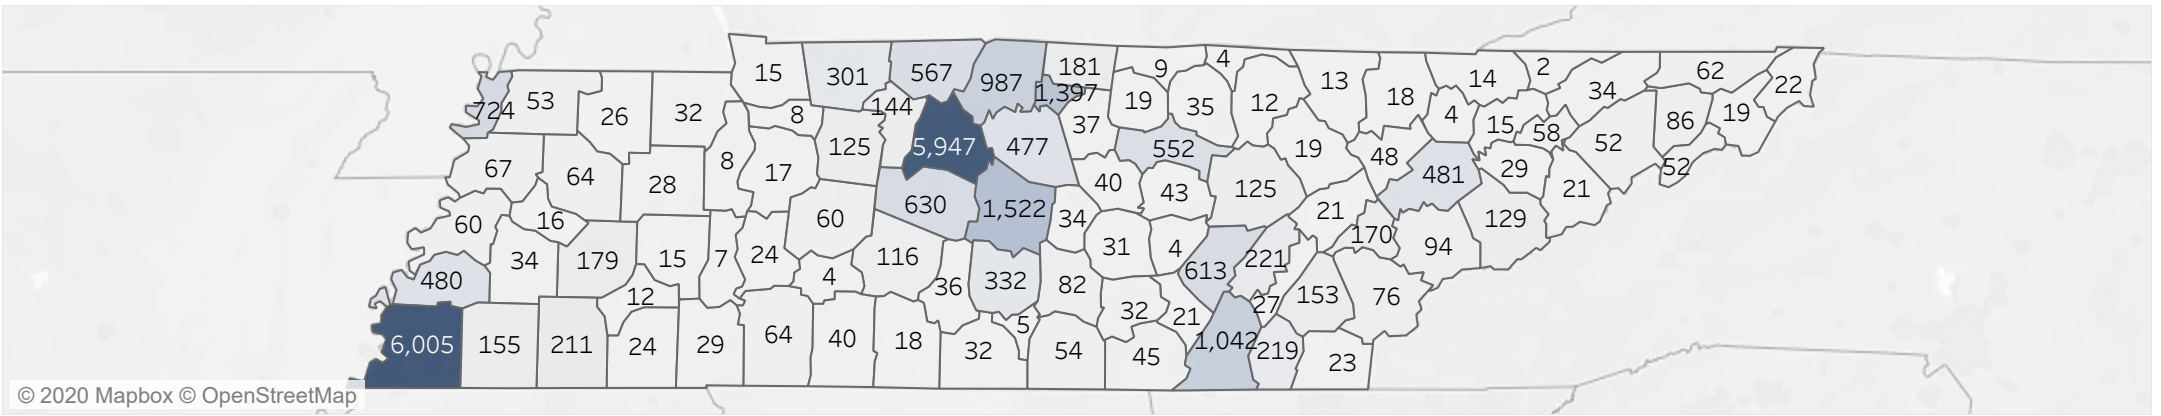 15 301 567 987 181 9 4 13 18 14 2 34 62 22
724 53 26 32 8 144 1,397 19 35 12 4 15 58 52 86 19
67 64 28 8 17 125 5,947 477 37 552 19 48 481 29 21 52
60 16 60 630 1,522 34 40 43 125 21 170 94 129
480 34 179 15 7 24 4 116 36 332 82 31 4 613 221 153 76
12 5 32 21 27
6,005 155 211 24 29 64 40 18 32 54 45 1,042 219 23
© 2020 Mapbox © OpenStreetMap